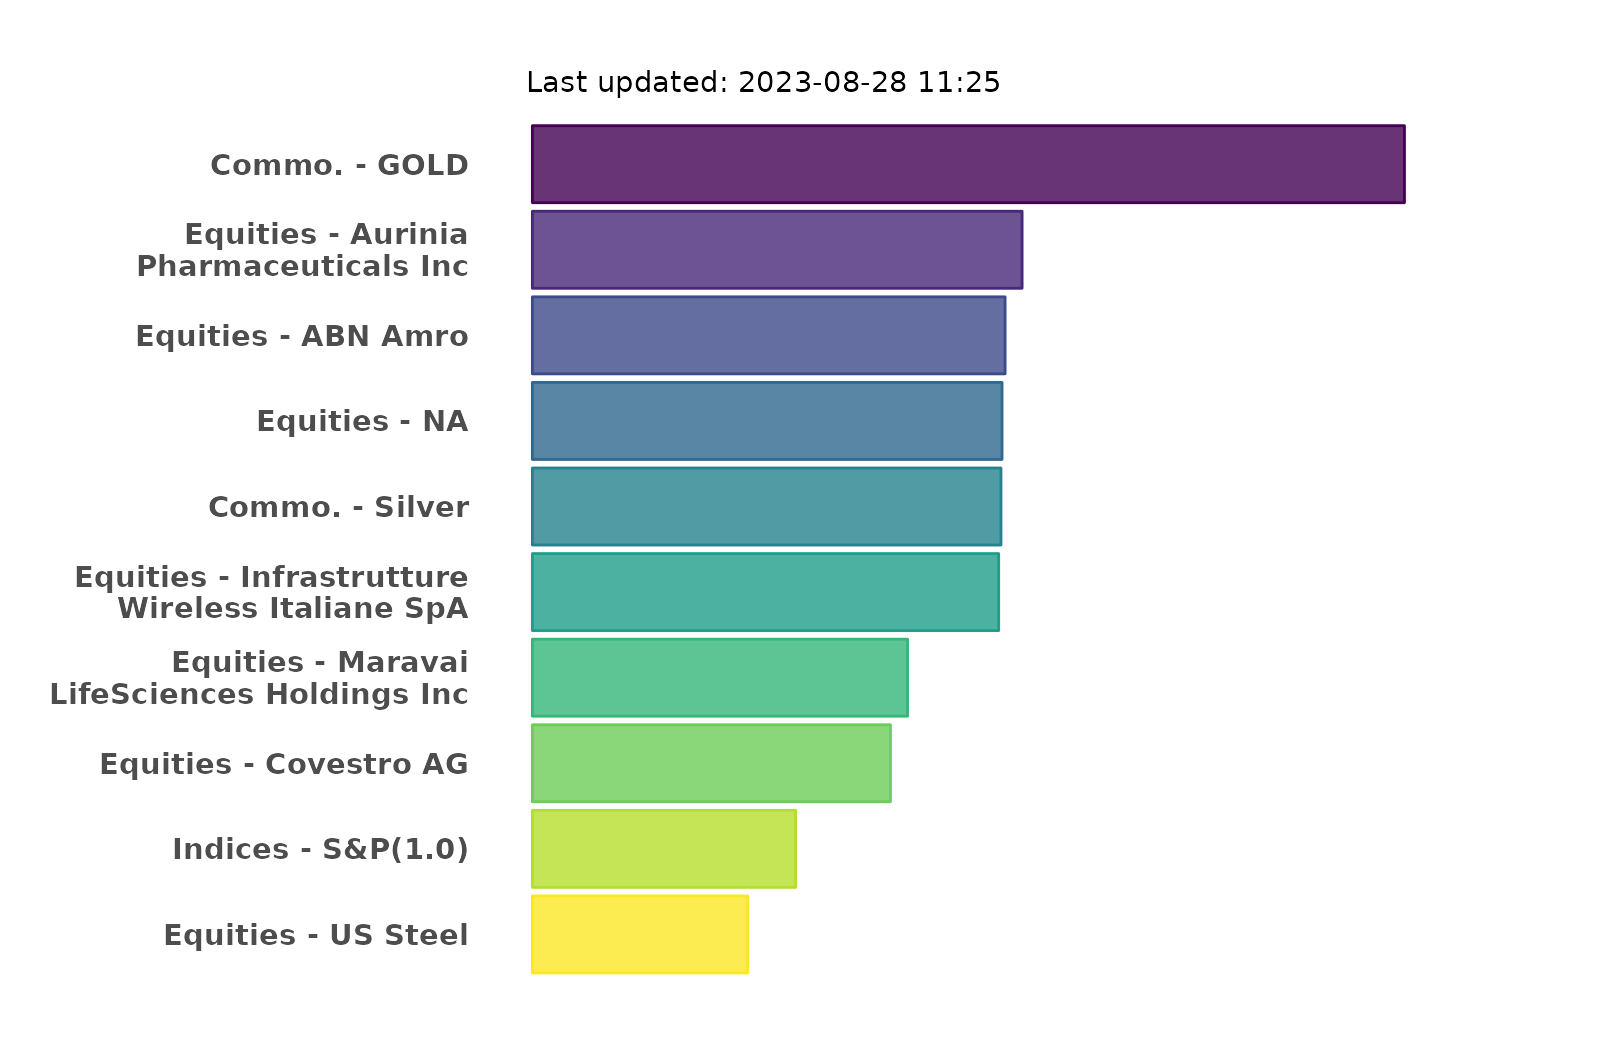 Last updated: 2023-08-28 11:25
Commo. - GOLD
Equities - Aurinia
Pharmaceuticals Inc
Equities - ABN Amro
Equities - NA
Commo. - Silver
Equities - Infrastrutture
Wireless Italiane SpA
Equities - Maravai
LifeSciences Holdings Inc
Equities - Covestro AG
Indices - S&P(1.0)
Equities - US Steel